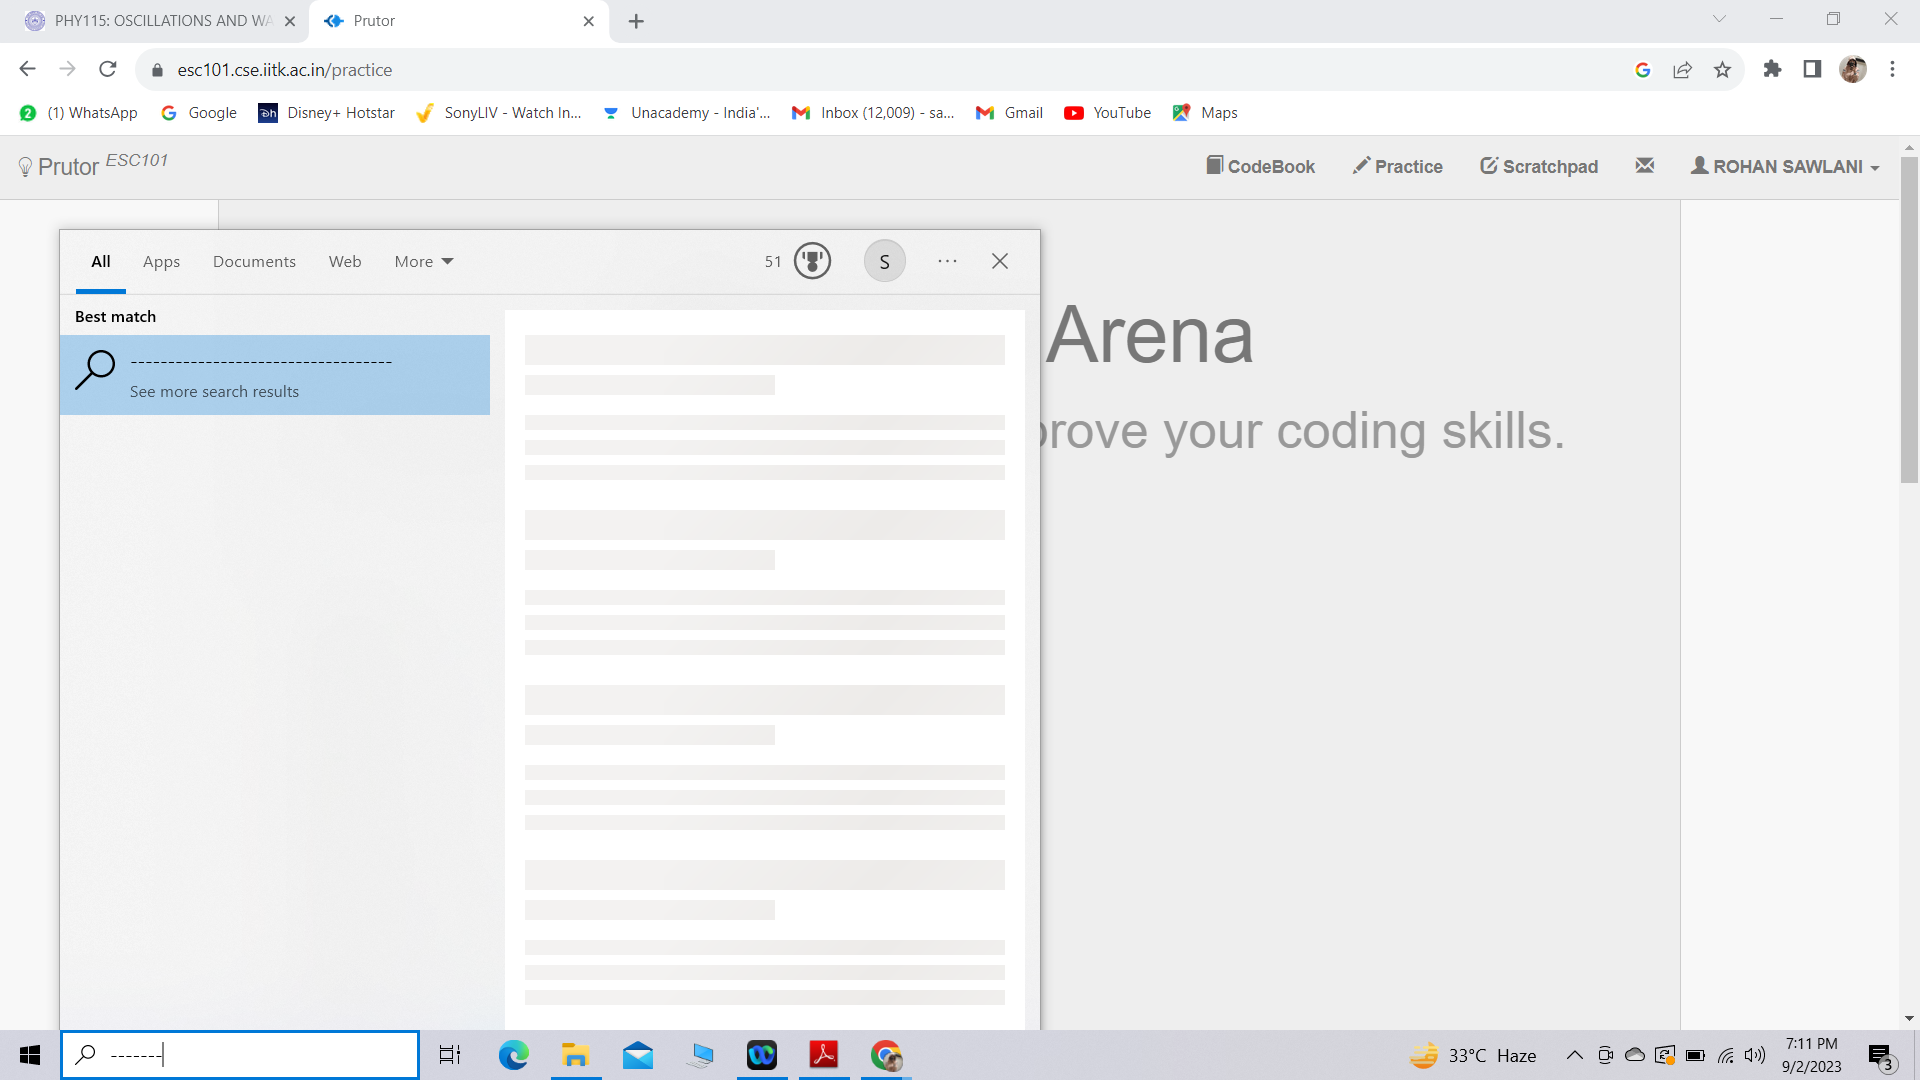 PHY115: OSCILLATIONS AND WA
Prutor
esc101.cse.iitk.ac.in/practice
(1) WhatsApp
Google
Disney+ Hotstar
SonyLIV - Watch In...
Unacademy - India'...
Inbox (12,009) - sa...
Gmail
YouTube
Maps
Prutor ESC101
CodeBook
Practice
Scratchpad
ROHAN SAWLANI
All
Apps
Documents
Web
More
51
S
Best match
-----------------------------------
See more search results
Arena
prove your coding skills.
-------
33°C Haze
7:11 PM
9/2/2023
3